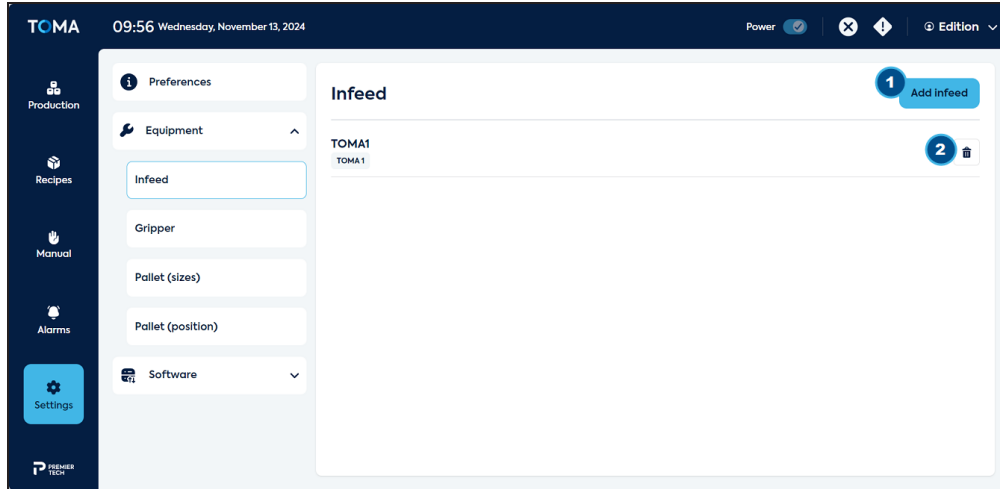 TOMA
09:56 Wednesday, November 13, 2024
Power
Edition
Production
Recipes
Manual
Alarms
Settings
PREMIER
TECH
Preferences
Equipment
Infeed
Gripper
Pallet (sizes)
Pallet (position)
Software
Infeed
1
Add infeed
TOMA1
TOMA 1
2